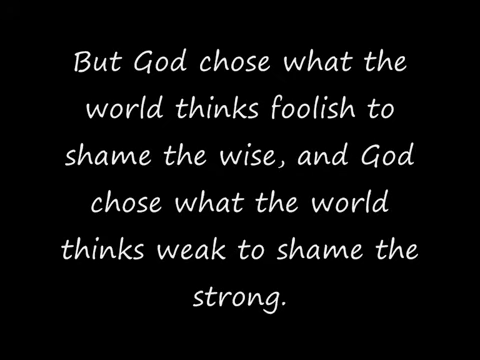 But God chose what the
world thinks foolish to
shame the wise, and God
chose what the world
thinks weak to shame the
strong.